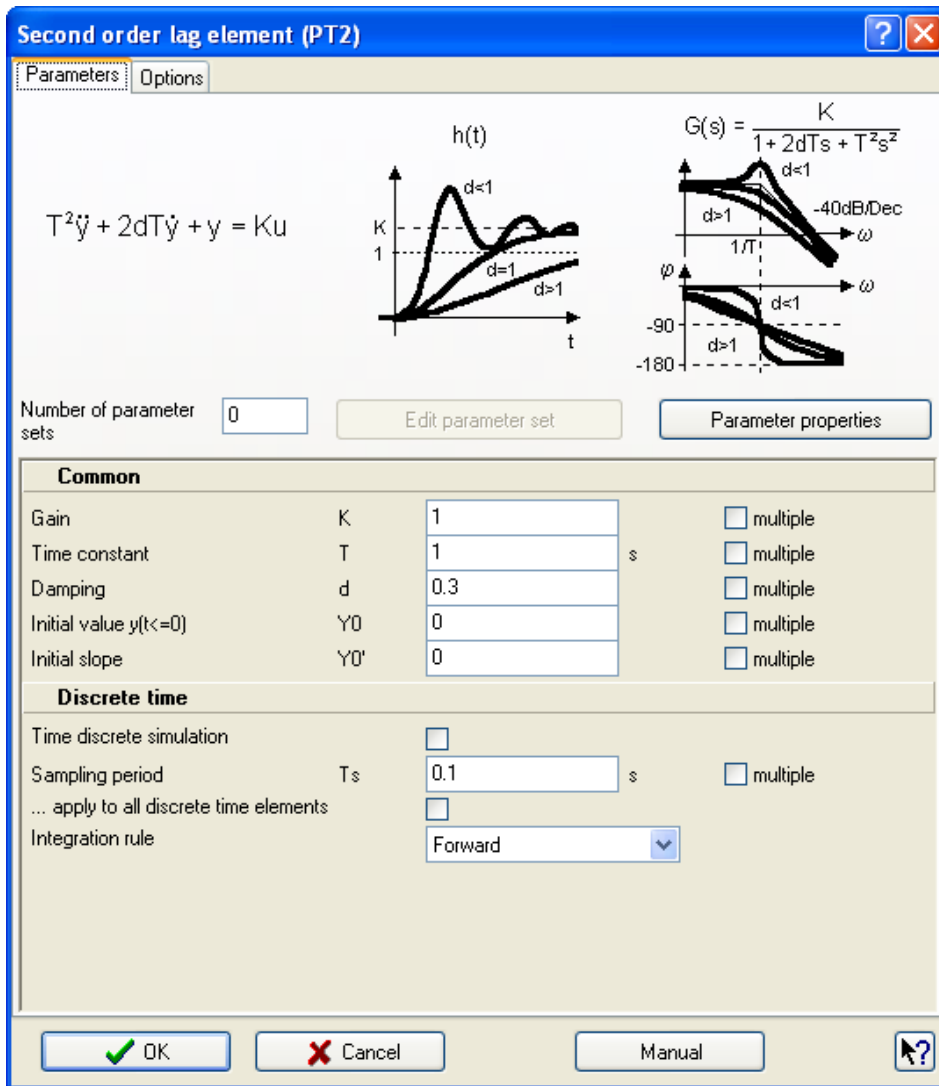 Second order lag element (PT2)
Parameters Options
T²ÿ + 2dTẏ + y = Ku
h(t)
d<1
K
1
d=1
d>1
t
G(s) = K / 1+ 2dTs + T²s²
d<1
-40dB/Dec
d>1
ω
1/T
φ
ω
d<1
-90
d>1
-180
Number of parameter sets 0 Edit parameter set Parameter properties
Common
Gain K 1 multiple
Time constant T 1 s multiple
Damping d 0.3 multiple
Initial value y(t<=0) Y0 0 multiple
Initial slope Y0' 0 multiple
Discrete time
Time discrete simulation
Sampling period Ts 0.1 s multiple
... apply to all discrete time elements
Integration rule Forward
OK Cancel Manual ?